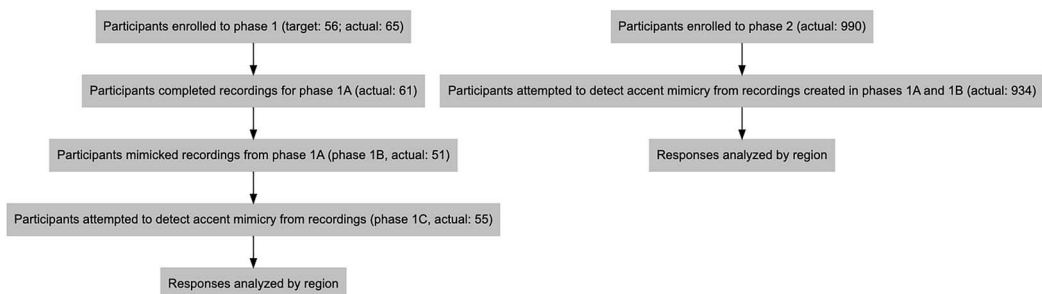 Participants enrolled to phase 1 (target: 56; actual: 65)
Participants completed recordings for phase 1A (actual: 61)
Participants mimicked recordings from phase 1A (phase 1B, actual: 51)
Participants attempted to detect accent mimicry from recordings (phase 1C, actual: 55)
Responses analyzed by region
Participants enrolled to phase 2 (actual: 990)
Participants attempted to detect accent mimicry from recordings created in phases 1A and 1B (actual: 934)
Responses analyzed by region